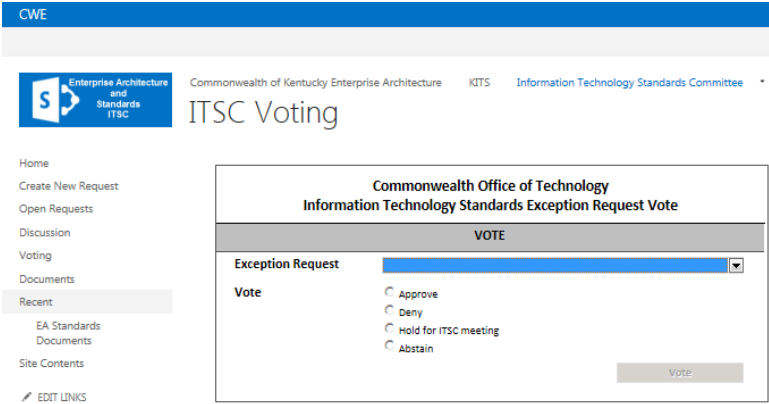 CWE
Enterprise Architecture
and
Standards
ITSC
S
Commonwealth of Kentucky Enterprise Architecture KITS Information Technology Standards Committee
ITSC Voting
Home
Create New Request
Open Requests
Discussion
Voting
Documents
Recent
EA Standards
Documents
Site Contents
EDIT LINKS
Commonwealth Office of Technology
Information Technology Standards Exception Request Vote
VOTE
Exception Request
Vote
Approve
Deny
Hold for ITSC meeting
Abstain
Vote